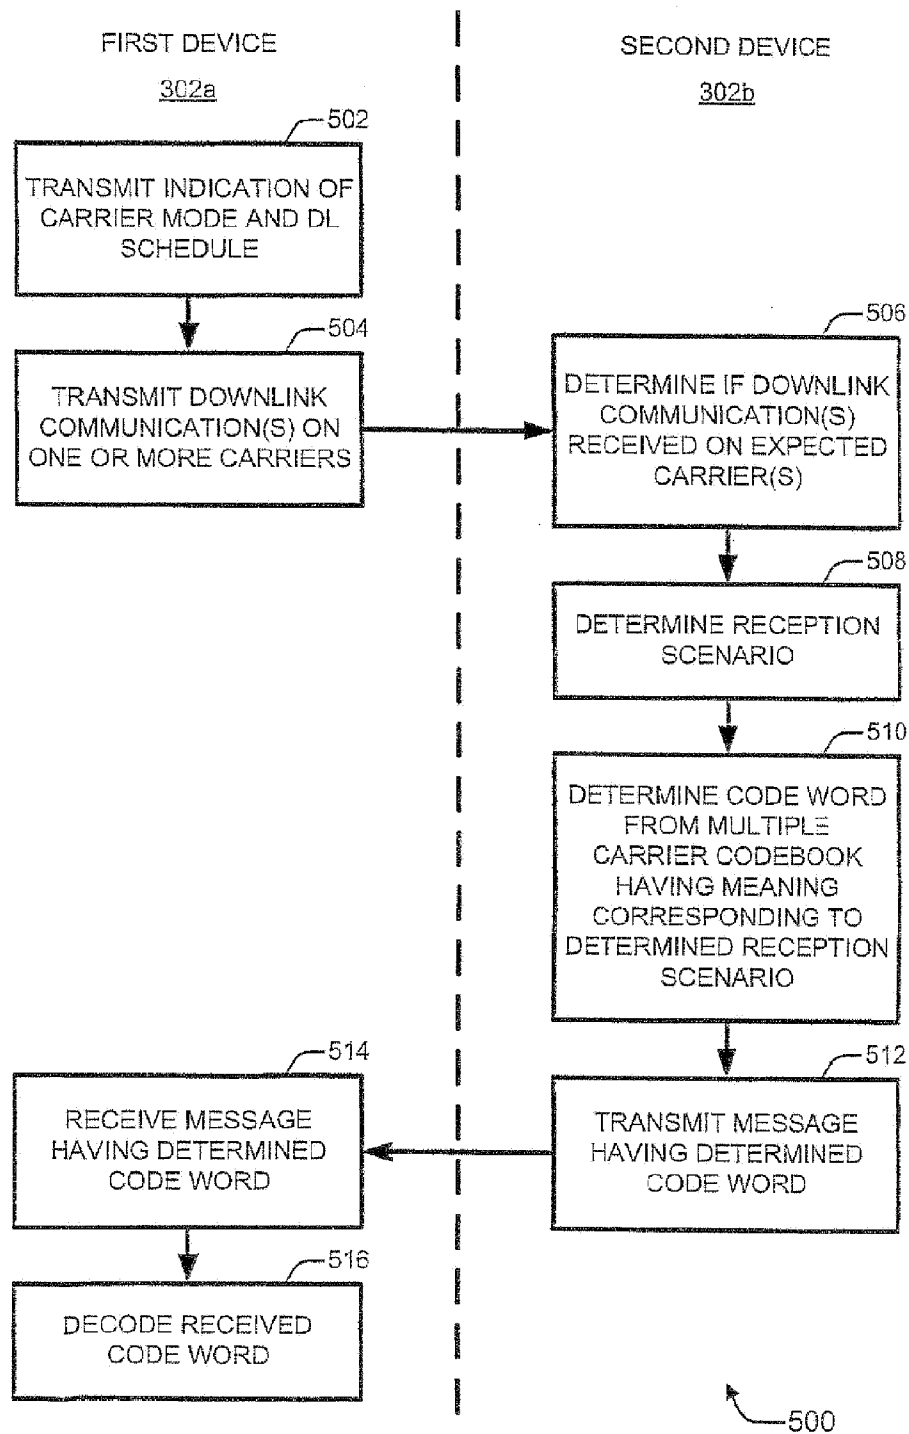 FIRST DEVICE
302a
SECOND DEVICE
302b
502
TRANSMIT INDICATION OF
CARRIER MODE AND DL
SCHEDULE
504
TRANSMIT DOWNLINK
COMMUNICATION(S) ON
ONE OR MORE CARRIERS
506
DETERMINE IF DOWNLINK
COMMUNICATION(S)
RECEIVED ON EXPECTED
CARRIER(S)
508
DETERMINE RECEPTION
SCENARIO
510
DETERMINE CODE WORD
FROM MULTIPLE
CARRIER CODEBOOK
HAVING MEANING
CORRESPONDING TO
DETERMINED RECEPTION
SCENARIO
512
TRANSMIT MESSAGE
HAVING DETERMINED
CODE WORD
514
RECEIVE MESSAGE
HAVING DETERMINED
CODE WORD
516
DECODE RECEIVED
CODE WORD
500